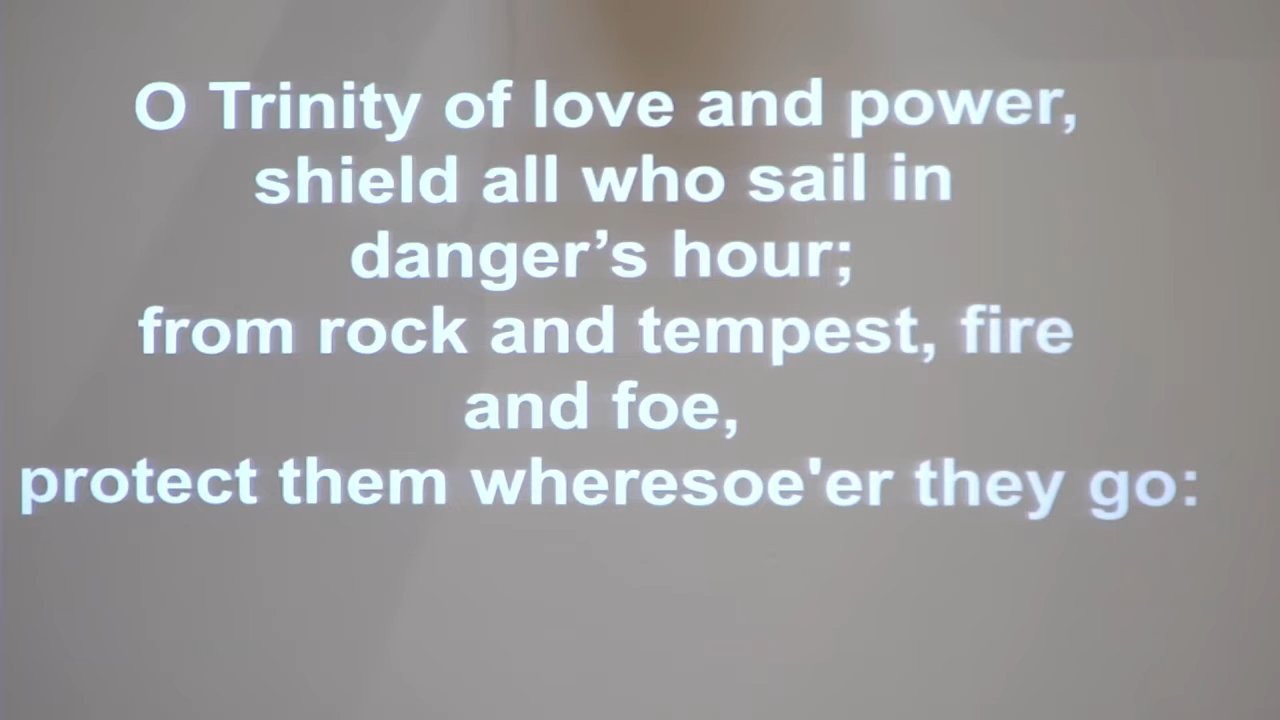 O Trinity of love and power,
shield all who sail in
danger’s hour;
from rock and tempest, fire
and foe,
protect them wheresoe'er they go: